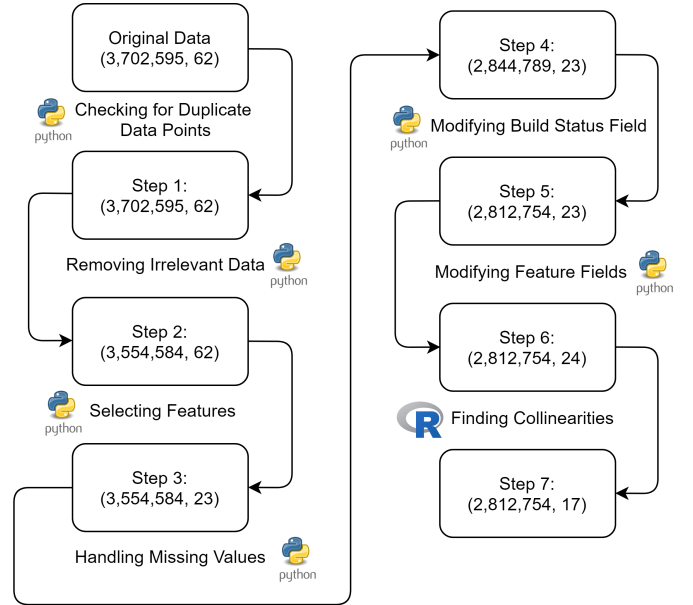 Original Data
(3,702,595, 62)
python
Checking for Duplicate
Data Points
Step 1:
(3,702,595, 62)
Removing Irrelevant Data
python
Step 2:
(3,554,584, 62)
python
Selecting Features
Step 3:
(3,554,584, 23)
Handling Missing Values
python
Step 4:
(2,844,789, 23)
python
Modifying Build Status Field
Step 5:
(2,812,754, 23)
Modifying Feature Fields
python
Step 6:
(2,812,754, 24)
R
Finding Collinearities
Step 7:
(2,812,754, 17)